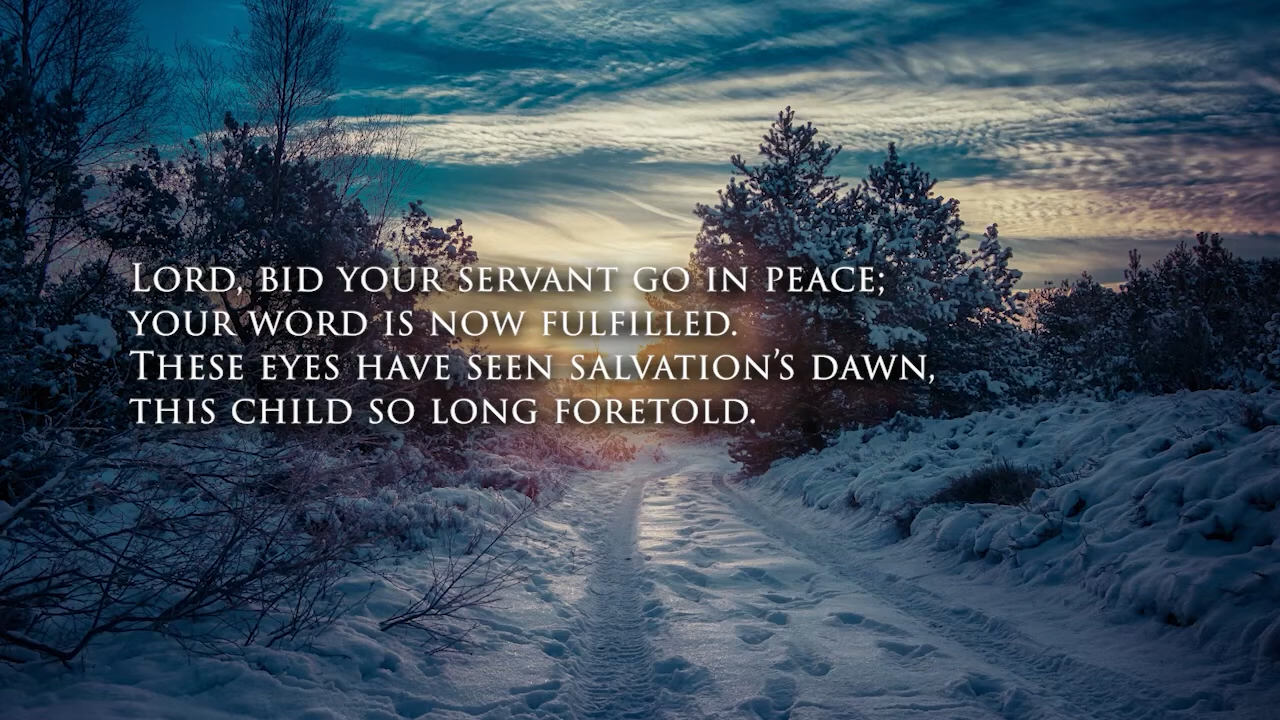 Lord, bid your servant go in peace;
your word is now fulfilled.
These eyes have seen salvation’s dawn,
this child so long foretold.